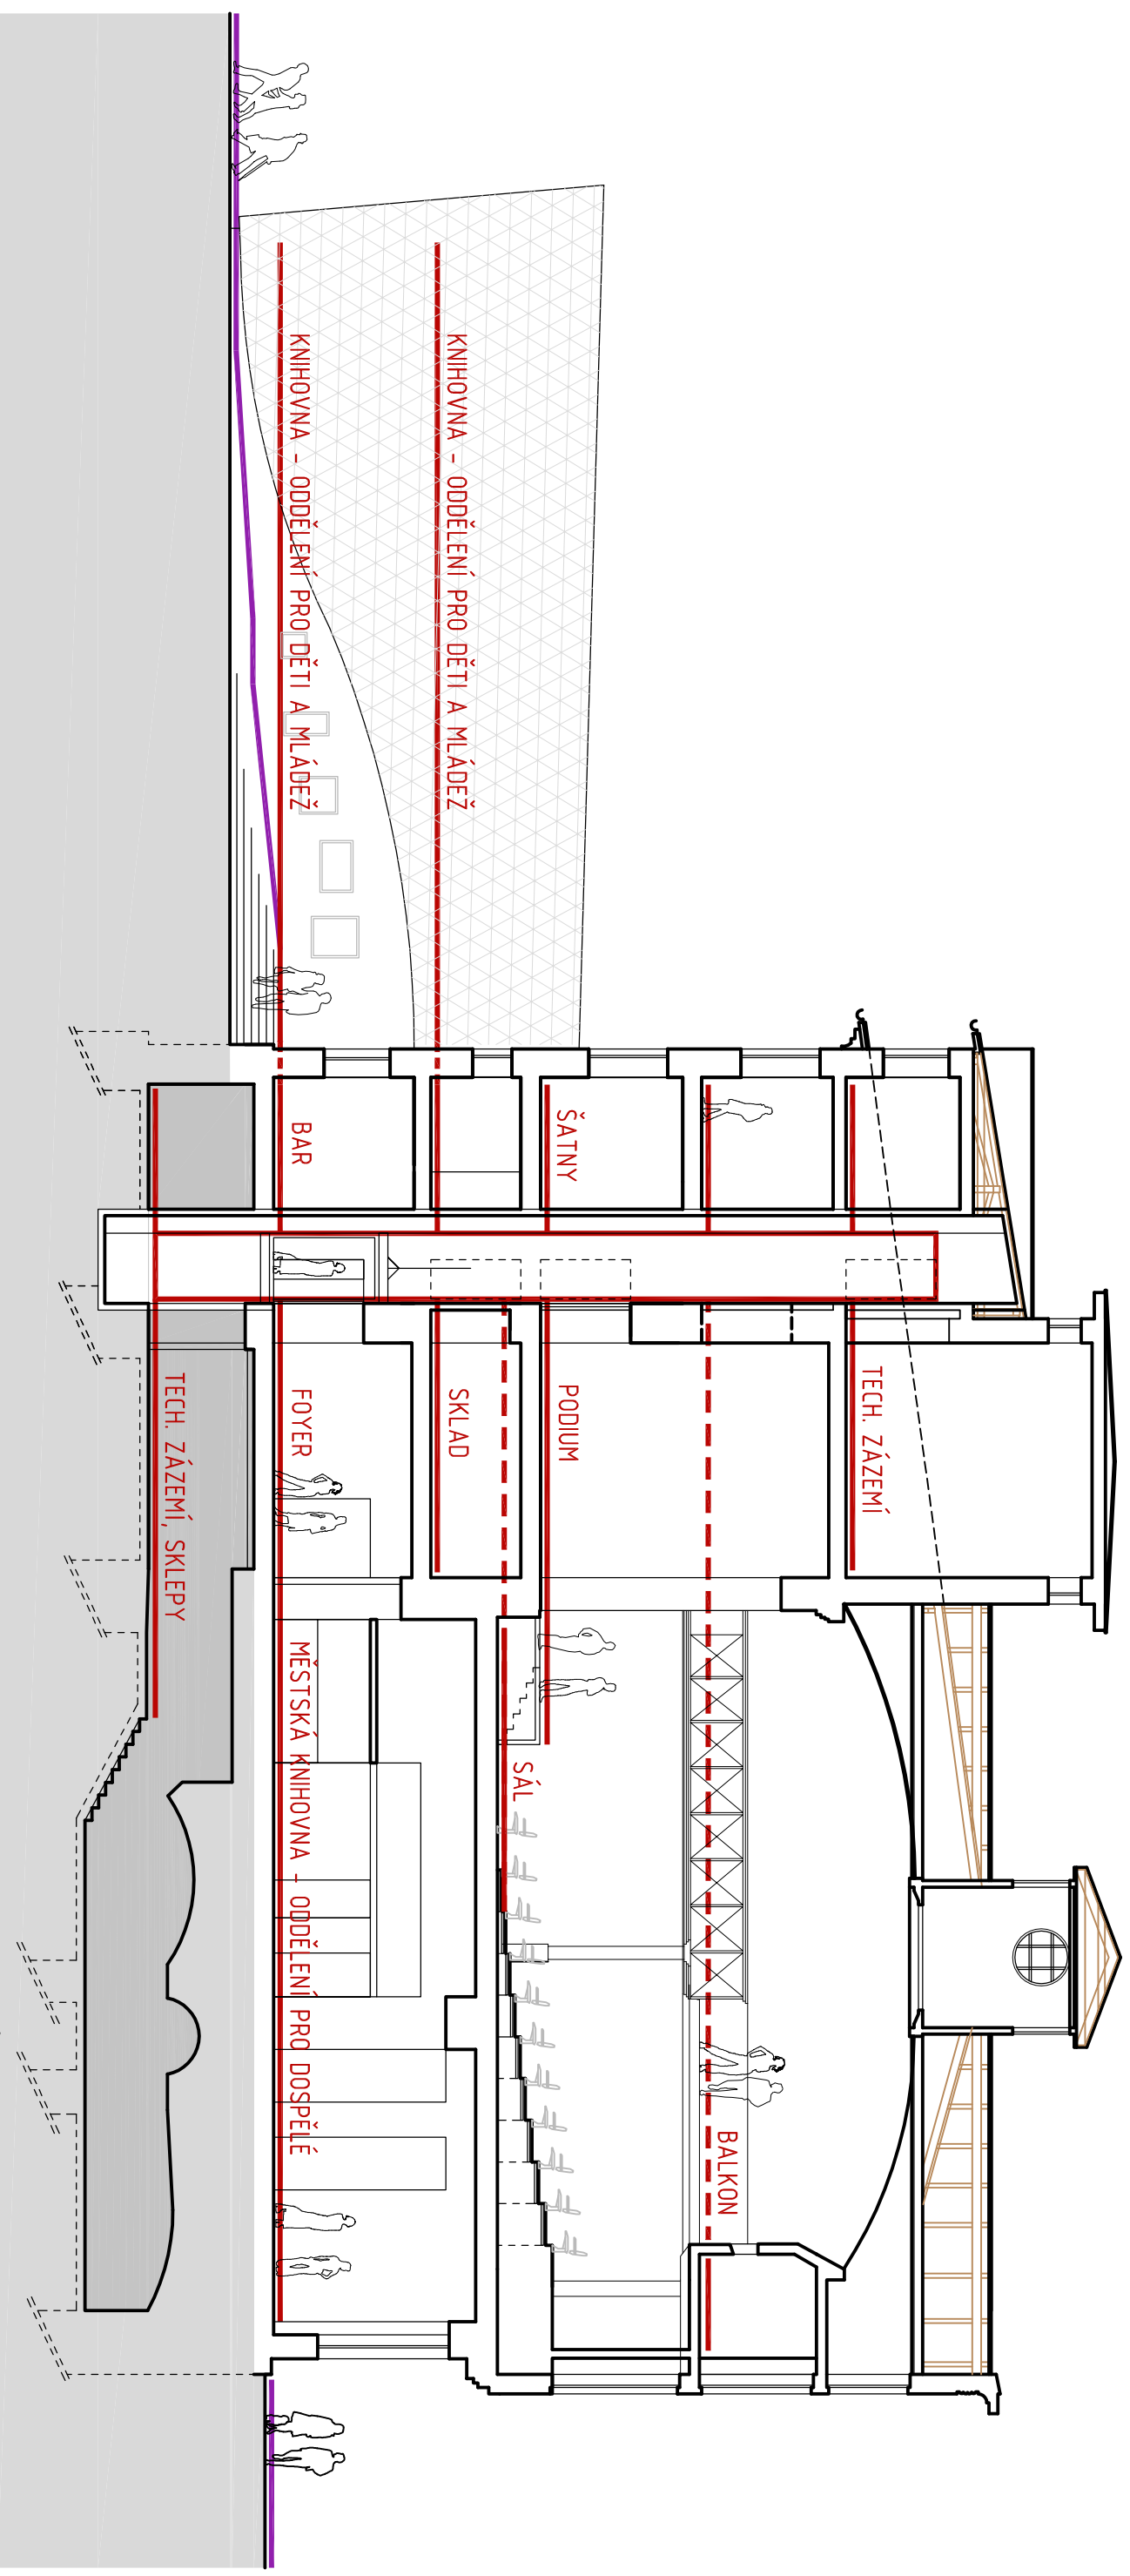 TECH. ZÁZEMÍ
KNIHOVNA - ODDĚLENÍ PRO DĚTI A MLÁDEŽ
ŠATNY
PODIUM
BALKON
SÁL
KNIHOVNA - ODDĚLENÍ PRO DĚTI A MLÁDEŽ
SKLAD
BAR
FOYER
MĚSTSKÁ KNIHOVNA - ODDĚLENÍ PRO DOSPĚLÉ
TECH. ZÁZEMÍ, SKLEPY